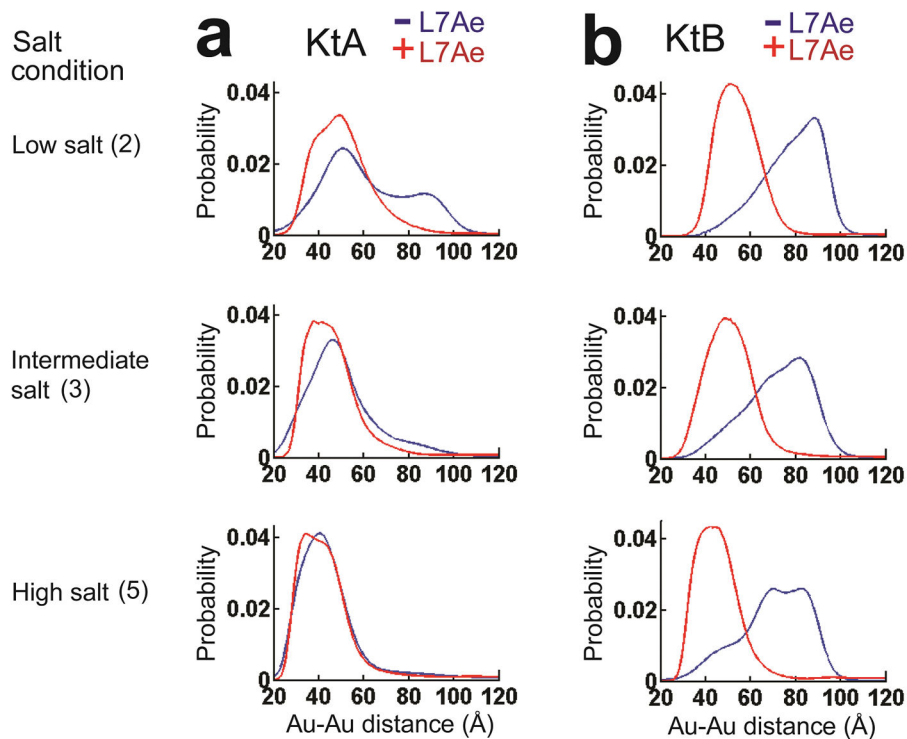 Salt
condition
a KtA − L7Ae
+ L7Ae
b KtB − L7Ae
+ L7Ae
Low salt (2)
Probability
0.04
0.02
0
20 40 60 80 100 120
Probability
0.04
0.02
0
20 40 60 80 100 120
Intermediate
salt (3)
Probability
0.04
0.02
0
20 40 60 80 100 120
Probability
0.04
0.02
0
20 40 60 80 100 120
High salt (5)
Probability
0.04
0.02
0
20 40 60 80 100 120
Au-Au distance (Å)
Probability
0.04
0.02
0
20 40 60 80 100 120
Au-Au distance (Å)